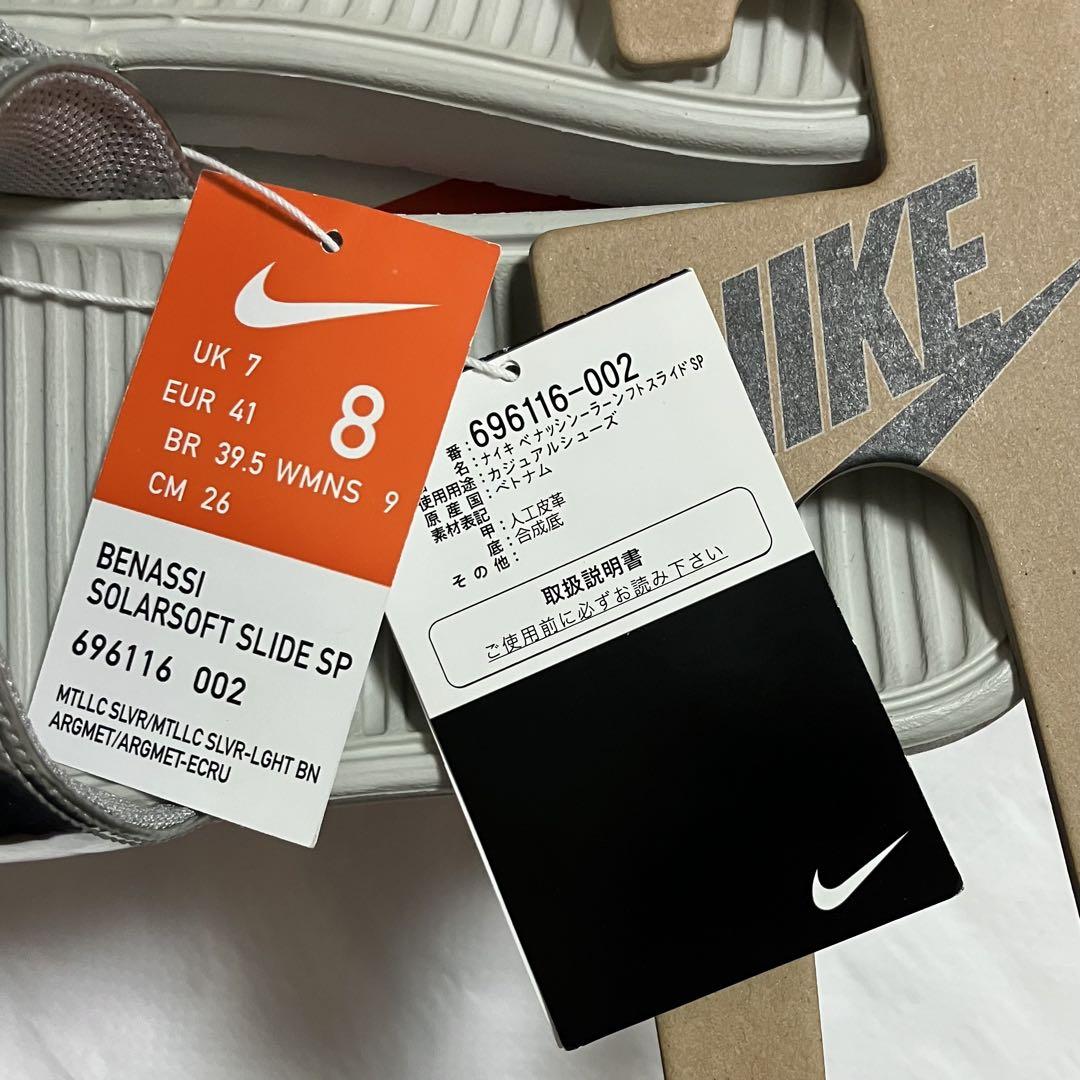 UK 7
EUR 41
8
BR 39.5 WMNS 9
CM 26
BENASSI
SOLARSOFT SLIDE SP
696116 002
MTLLC SLVR/MTLLC SLVR-LGHT BN
ARGMET/ARGMET-ECRU
番:696116-002
名:ナイキ ベナッシソーラーソフトスライド SP
使用用途:カジュアルシューズ
原産国:ベトナム
素材表記
甲:人工皮革
底:合成底
その他:
取扱説明書
ご使用前に必ずお読み下さい
NIKE